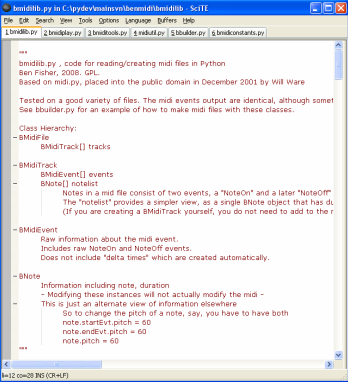 bmidilib.py in C:\pydev\mainsvn\benmidi\bmidilib - SciTE
File Edit Search View Tools Options Language Buffers Help
1 bmidilib.py 2 bmidiplay.py 3 bmiditools.py 4 midiutil.py 5 bbuilder.py 6 bmidiconstants.py
"""
bmidilib.py , code for reading/creating midi files in Python
Ben Fisher, 2008. GPL.
Based on midi.py, placed into the public domain in December 2001 by Will Ware
Tested on a good variety of files. The midi events output are identical, although somet
See bbuilder.py for an example of how to make midi files with these classes.
Class Hierarchy:
BMidiFile
BMidiTrack[] tracks
BMidiTrack
BMidiEvent[] events
BNote[] notelist
Notes in a mid file consist of two events, a "NoteOn" and a later "NoteOff"
The "notelist" provides a simpler view, as a single BNote object that has du
(If you are creating a BMidiTrack yourself, you do not need to add to the n
BMidiEvent
Raw information about the midi event.
Includes raw NoteOn and NoteOff events.
Does not include "delta times" which are created automatically.
BNote
Information including note, duration
- Modifying these instances will not actually modify the midi -
This is just an alternate view of information elsewhere
So to change the pitch of a note, say, you have to have both
note.startEvt.pitch = 60
note.endEvt.pitch = 60
note.pitch = 60
"""
li=12 co=28 INS (CR+LF)